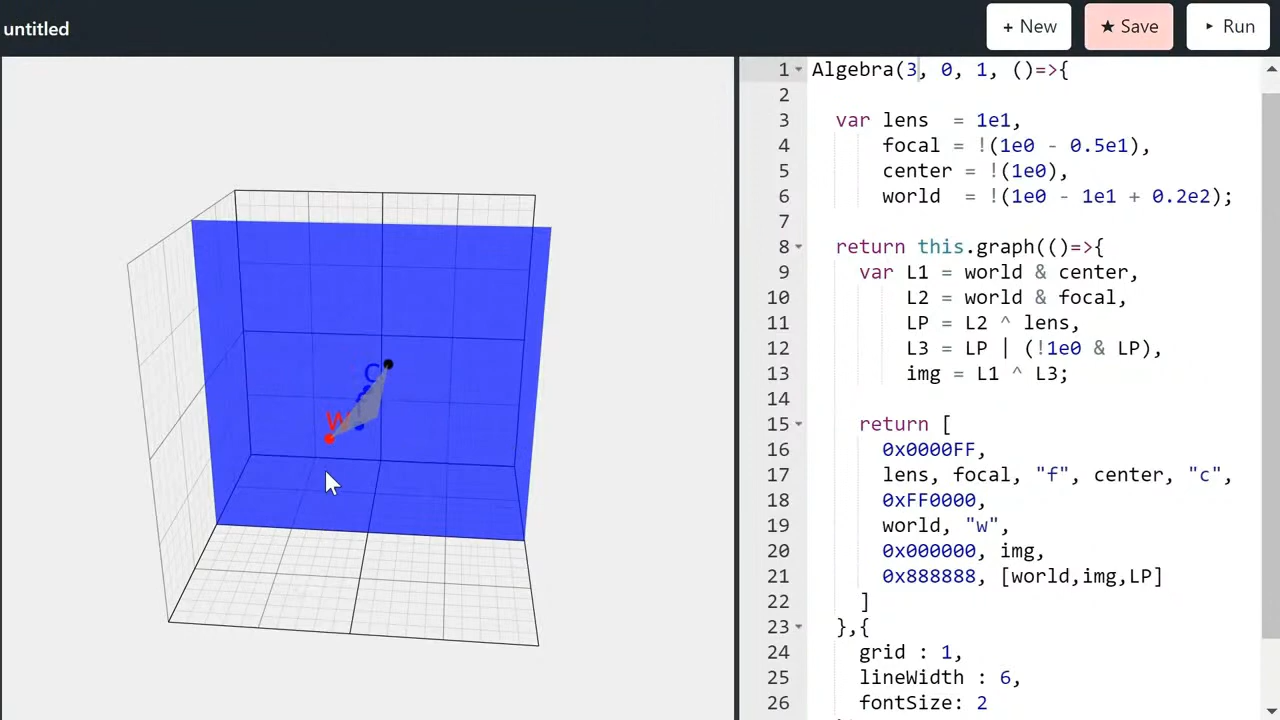 untitled
+ New
★ Save
‣ Run
1 Algebra(3, 0, 1, ()=>{
2
3 var lens = 1e1,
4 focal = !(1e0 - 0.5e1),
5 center = !(1e0),
6 world = !(1e0 - 1e1 + 0.2e2);
7
8 return this.graph(()=>{
9 var L1 = world & center,
10 L2 = world & focal,
11 LP = L2 ^ lens,
12 L3 = LP | (!1e0 & LP),
13 img = L1 ^ L3;
14
15 return [
16 0x0000FF,
17 lens, focal, "f", center, "c",
18 0xFF0000,
19 world, "w",
20 0x000000, img,
21 0x888888, [world,img,LP]
22 ]
23 },{
24 grid : 1,
25 lineWidth : 6,
26 fontSize: 2
C
W